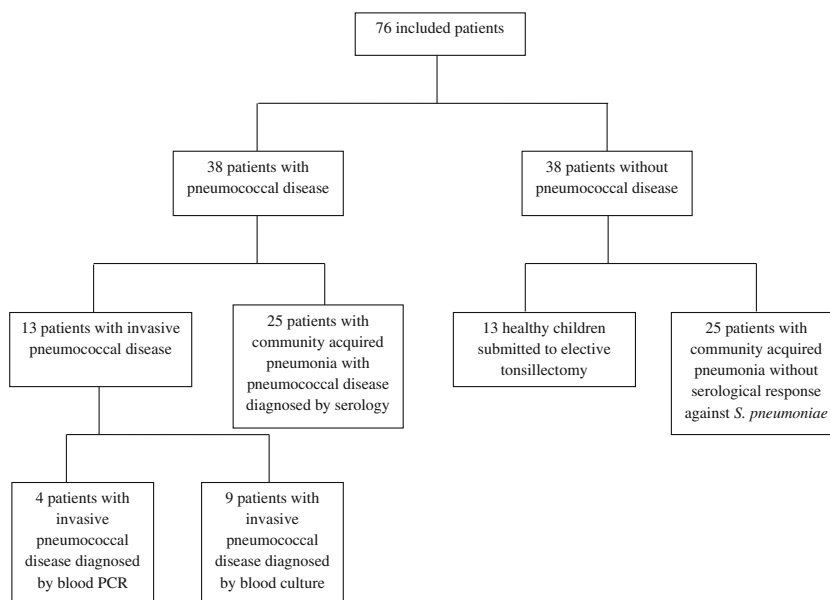 76 included patients
38 patients with
pneumococcal disease
38 patients without
pneumococcal disease
13 patients with invasive
pneumococcal disease
25 patients with
community acquired
pneumonia with
pneumococcal disease
diagnosed by serology
13 healthy children
submitted to elective
tonsillectomy
25 patients with
community acquired
pneumonia without
serological response
against S. pneumoniae
4 patients with
invasive
pneumococcal
disease diagnosed
by blood PCR
9 patients with
invasive
pneumococcal
disease diagnosed
by blood culture